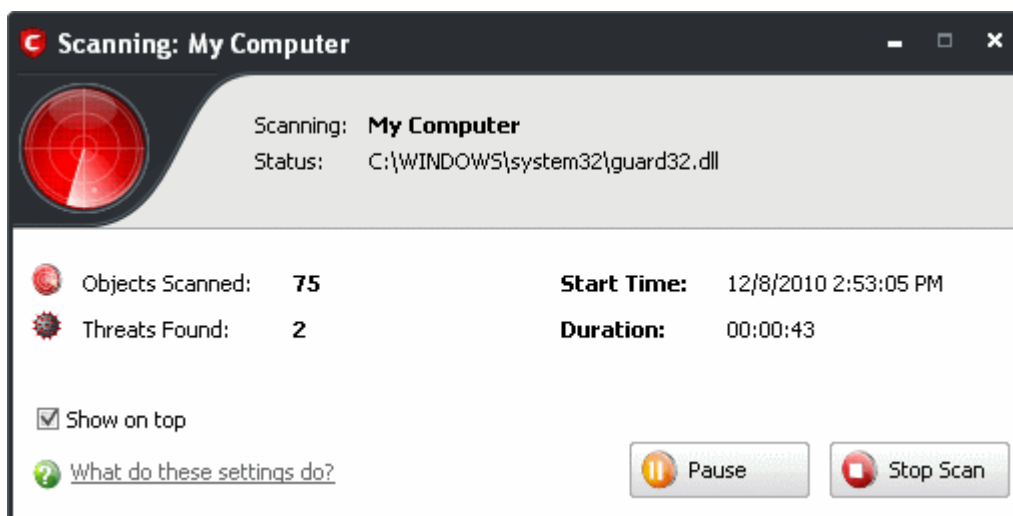 Scanning: My Computer
Scanning: My Computer
Status: C:\WINDOWS\system32\guard32.dll
Objects Scanned: 75 Start Time: 12/8/2010 2:53:05 PM
Threats Found: 2 Duration: 00:00:43
Show on top
What do these settings do? Pause Stop Scan